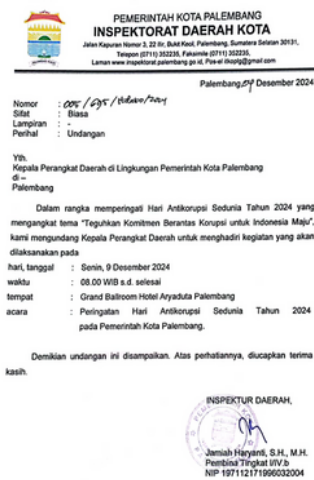 PEMERINTAH KOTA PALEMBANG
INSPEKTORAT DAERAH KOTA
Jalan Kapuran Nomor 3, 22 Ilir, Bukit Kecil, Palembang, Sumatera Selatan 30131,
Telepon (0711) 352235, Faksimile (0711) 352235,
Laman www.inspektorat.palembang.go.id, Pos-el itkoplg@gmail.com
Palembang, Desember 2024
Nomor : 005/
Sifat : Biasa
Lampiran : -
Perihal : Undangan
Yth.
Kepala Perangkat Daerah di Lingkungan Pemerintah Kota Palembang
di –
Palembang
Dalam rangka memperingati Hari Antikorupsi Sedunia Tahun 2024 yang
mengangkat tema "Teguhkan Komitmen Berantas Korupsi untuk Indonesia Maju",
kami mengundang Kepala Perangkat Daerah untuk menghadiri kegiatan yang akan
dilaksanakan pada
hari, tanggal : Senin, 9 Desember 2024
waktu : 08.00 WIB s.d. selesai
tempat : Grand Ballroom Hotel Aryaduta Palembang
acara : Peringatan Hari Antikorupsi Sedunia Tahun 2024
pada Pemerintah Kota Palembang.
Demikian undangan ini disampaikan. Atas perhatiannya, diucapkan terima
kasih.
INSPEKTUR DAERAH,
Jamiah Haryanti, S.H., M.H.
Pembina Tingkat I/IV.b
NIP 197112171996032004